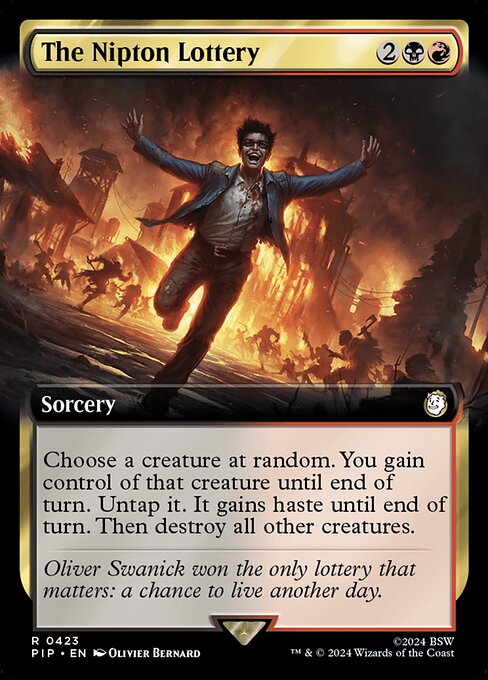 The Nipton Lottery 2
Sorcery
Choose a creature at random. You gain
control of that creature until end of
turn. Untap it. It gains haste until end of
turn. Then destroy all other creatures.
Oliver Swanick won the only lottery that
matters: a chance to live another day.
R 0423
PIP • EN Olivier Bernard
©2024 BSW
™ & © 2024 Wizards of the Coast